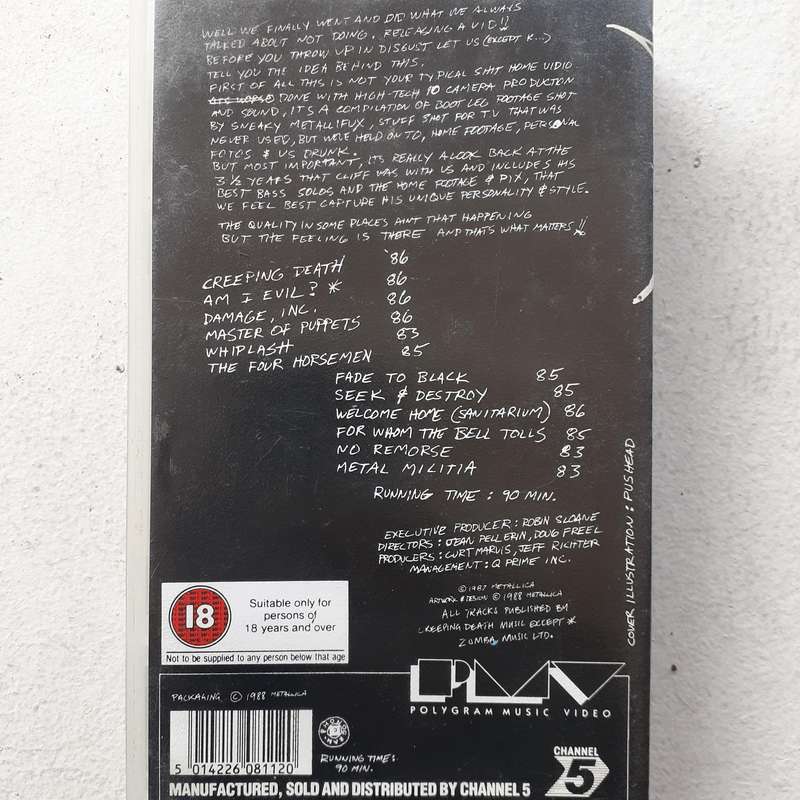 WELL WE FINALLY WENT AND DID WHAT WE ALWAYS
TALKED ABOUT NOT DOING. RELEASING A VID!!
BEFORE YOU THROW UP IN DISGUST LET US (EXCEPT K...)
TELL YOU THE IDEA BEHIND THIS.
FIRST OF ALL THIS IS NOT YOUR TYPICAL SHIT HOME VIDIO
DONE WITH HIGH-TECH 10 CAMERA PRODUCTON
AND SOUND, IT'S A COMPILATION OF BOOT LEG FOOTAGE SHOT
BY SNEAKY METALLIFUX, STUFF SHOT FOR T.V. THAT WAS
NEVER USED, BUT WE'VE HELD ON TO, HOME FOOTAGE, PERSONAL
FOTOS & US DRUNK.
BUT MOST IMPORTANT, IT'S REALLY A LOOK BACK AT THE
3 ½ YEARS THAT CLIFF WAS WITH US AND INCLUDES HIS
BEST BASS SOLOS AND THE HOME FOOTAGE & PIX, THAT
WE FEEL BEST CAPTURE HIS UNIQUE PERSONALITY & STYLE.
THE QUALITY IN SOME PLACES AINT THAT HAPPENING
BUT THE FEELING IS THERE AND THATS WHAT MATTERS!!
CREEPING DEATH '86
AM I EVIL? * 86
DAMAGE, INC. 86
MASTER OF PUPPETS 86
WHIPLASH 83
THE FOUR HORSEMEN 85
FADE TO BLACK 85
SEEK & DESTROY 85
WELCOME HOME (SANITARIUM) 86
FOR WHOM THE BELL TOLLS 85
NO REMORSE 83
METAL MILITIA 83
RUNNING TIME: 90 MIN.
EXECUTIVE PRODUCER: ROBIN SLOANE
DIRECTORS: JEAN PELLERIN, DOUG FREEL
PRODUCERS: CURT MARVIS, JEFF RICHTER
MANAGEMENT: Q PRIME INC.
© 1987 METALLICA
ARTWORK & DESIGN © 1988 METALLICA
ALL TRACKS PUBLISHED BY
CREEPING DEATH MUSIC EXCEPT *
ZOMBA MUSIC LTD.
COVER ILLUSTRATION: PUSHEAD
18
Suitable only for
persons of
18 years and over
Not to be supplied to any person below that age
PMV
POLYGRAM MUSIC VIDEO
PACKAGING © 1988 METALLICA
5 014226 081120
RUNNING TIME:
90 MIN.
CHANNEL
5
MANUFACTURED, SOLD AND DISTRIBUTED BY CHANNEL 5